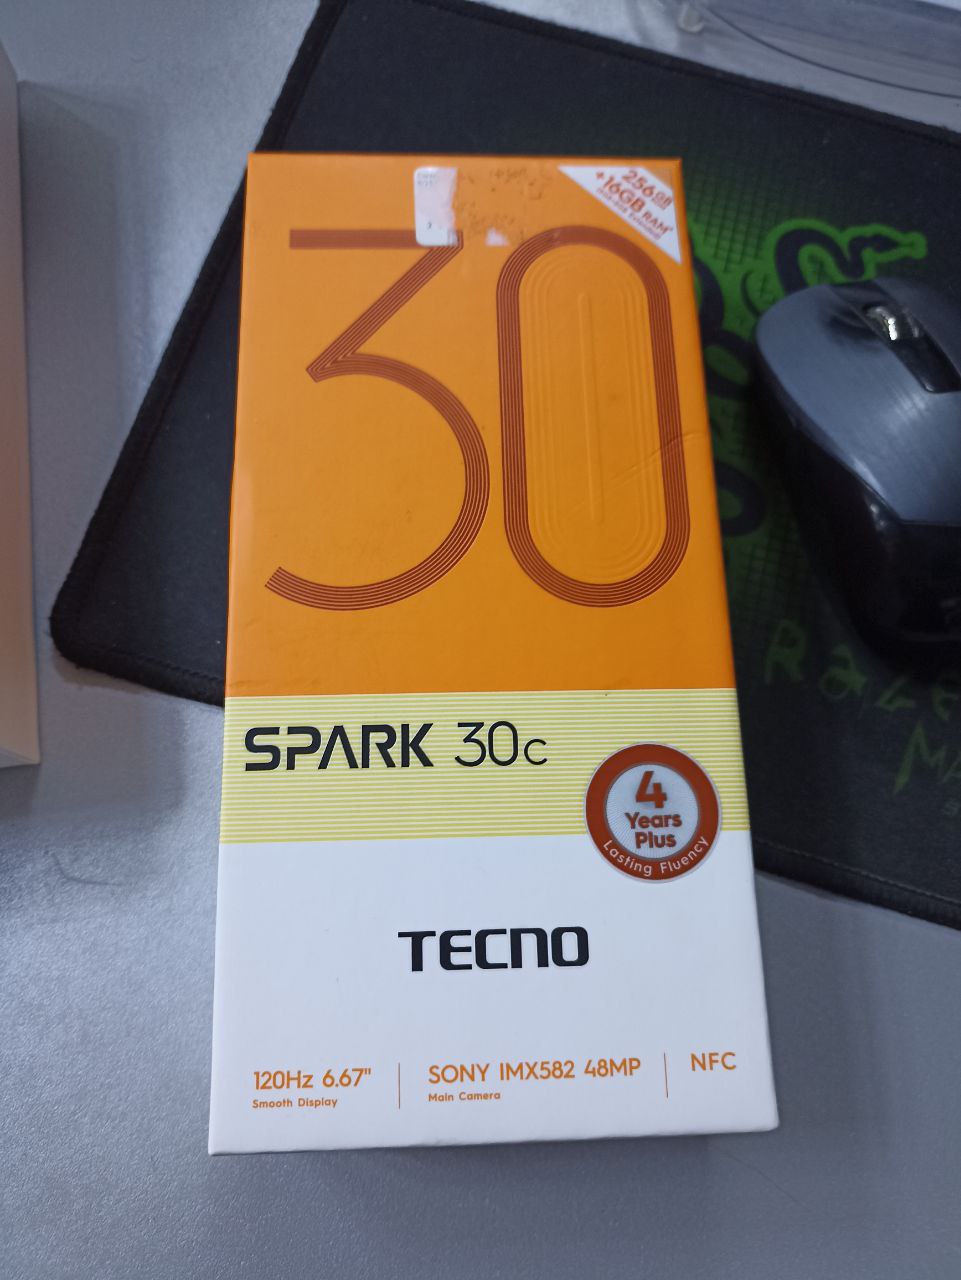 256GB
+16GB RAM*
30
SPARK 30C
4
Years
Plus
Lasting Fluency
TECNO
120Hz 6.67"
Smooth Display
SONY IMX582 48MP
Main Camera
NFC